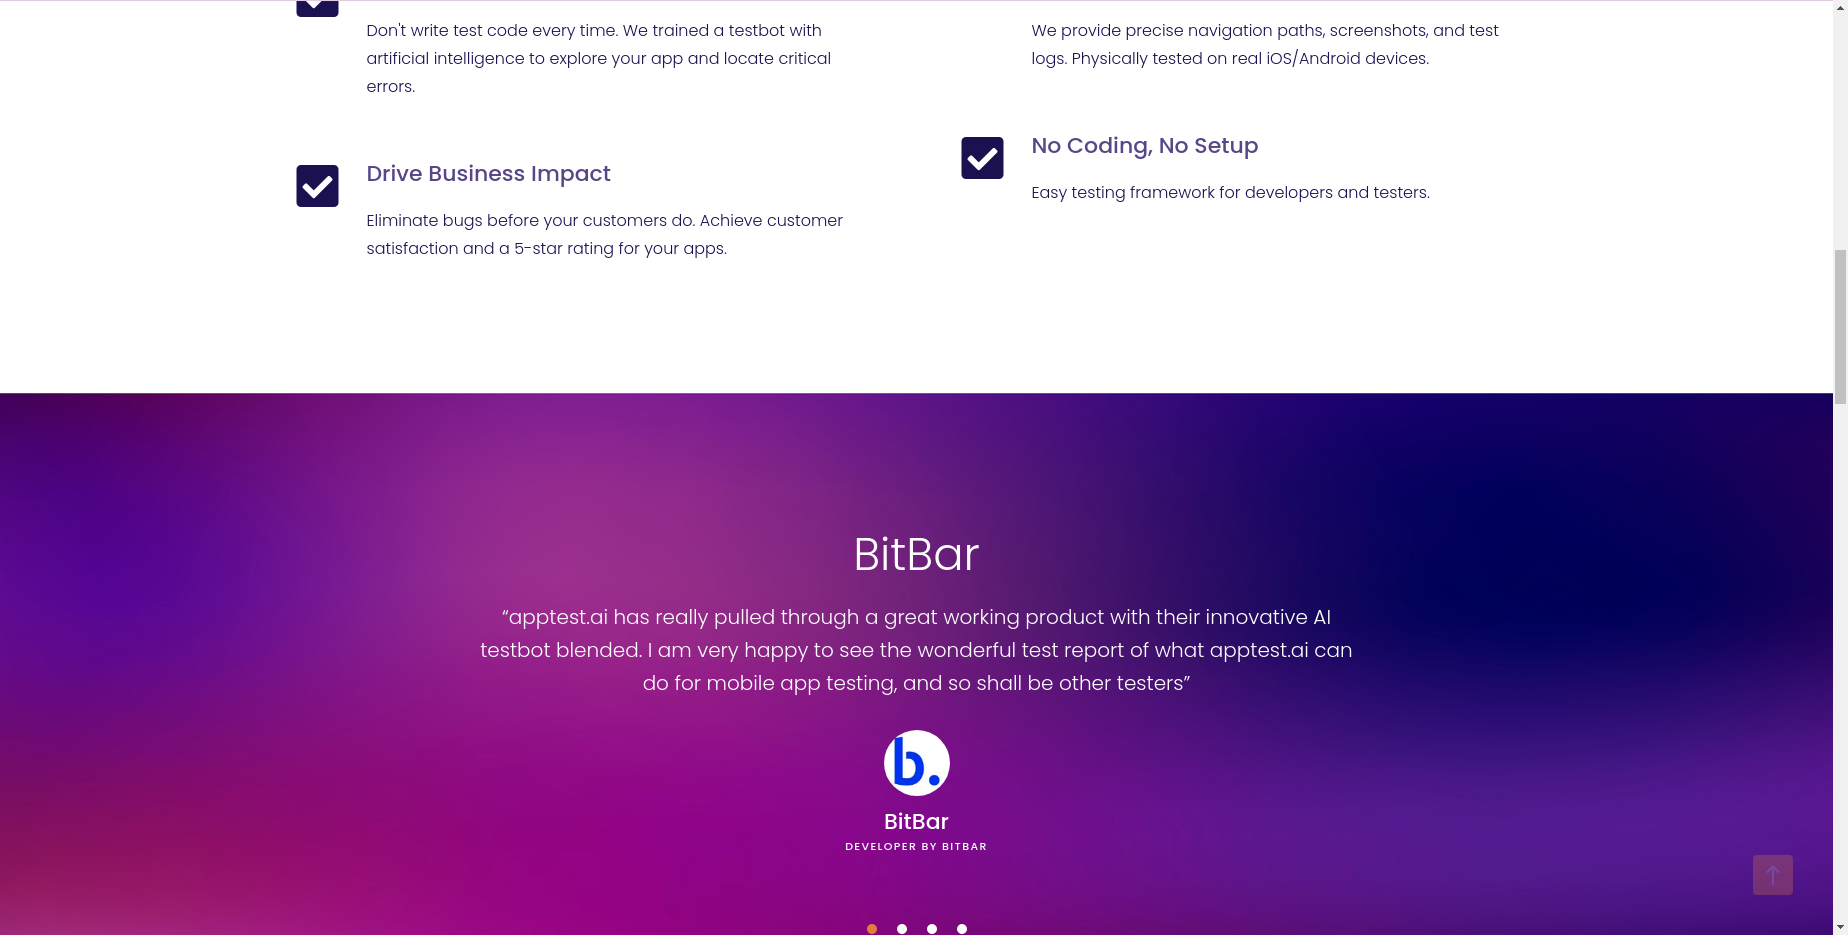 Don't write test code every time. We trained a testbot with
artificial intelligence to explore your app and locate critical
errors.
Drive Business Impact
Eliminate bugs before your customers do. Achieve customer
satisfaction and a 5-star rating for your apps.
We provide precise navigation paths, screenshots, and test
logs. Physically tested on real iOS/Android devices.
No Coding, No Setup
Easy testing framework for developers and testers.
BitBar
“apptest.ai has really pulled through a great working product with their innovative AI
testbot blended. I am very happy to see the wonderful test report of what apptest.ai can
do for mobile app testing, and so shall be other testers”
b.
BitBar
DEVELOPER BY BITBAR